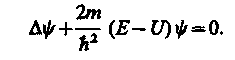 Δψ + 2m/ħ² (E − U) ψ = 0.